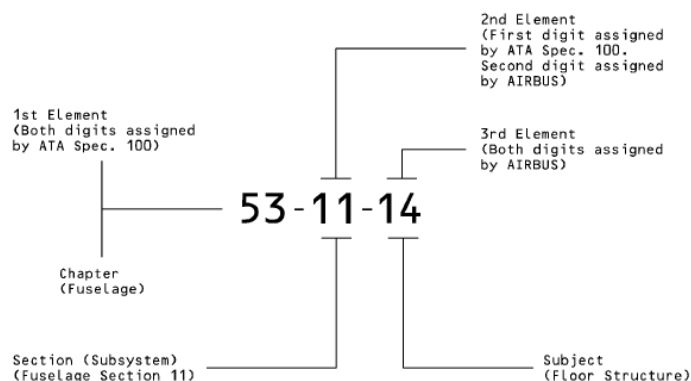 2nd Element
(First digit assigned
by ATA Spec. 100.
Second digit assigned
by AIRBUS)
1st Element
(Both digits assigned
by ATA Spec. 100)
3rd Element
(Both digits assigned
by AIRBUS)
53-11-14
Chapter
(Fuselage)
Section (Subsystem)
(Fuselage Section 11)
Subject
(Floor Structure)